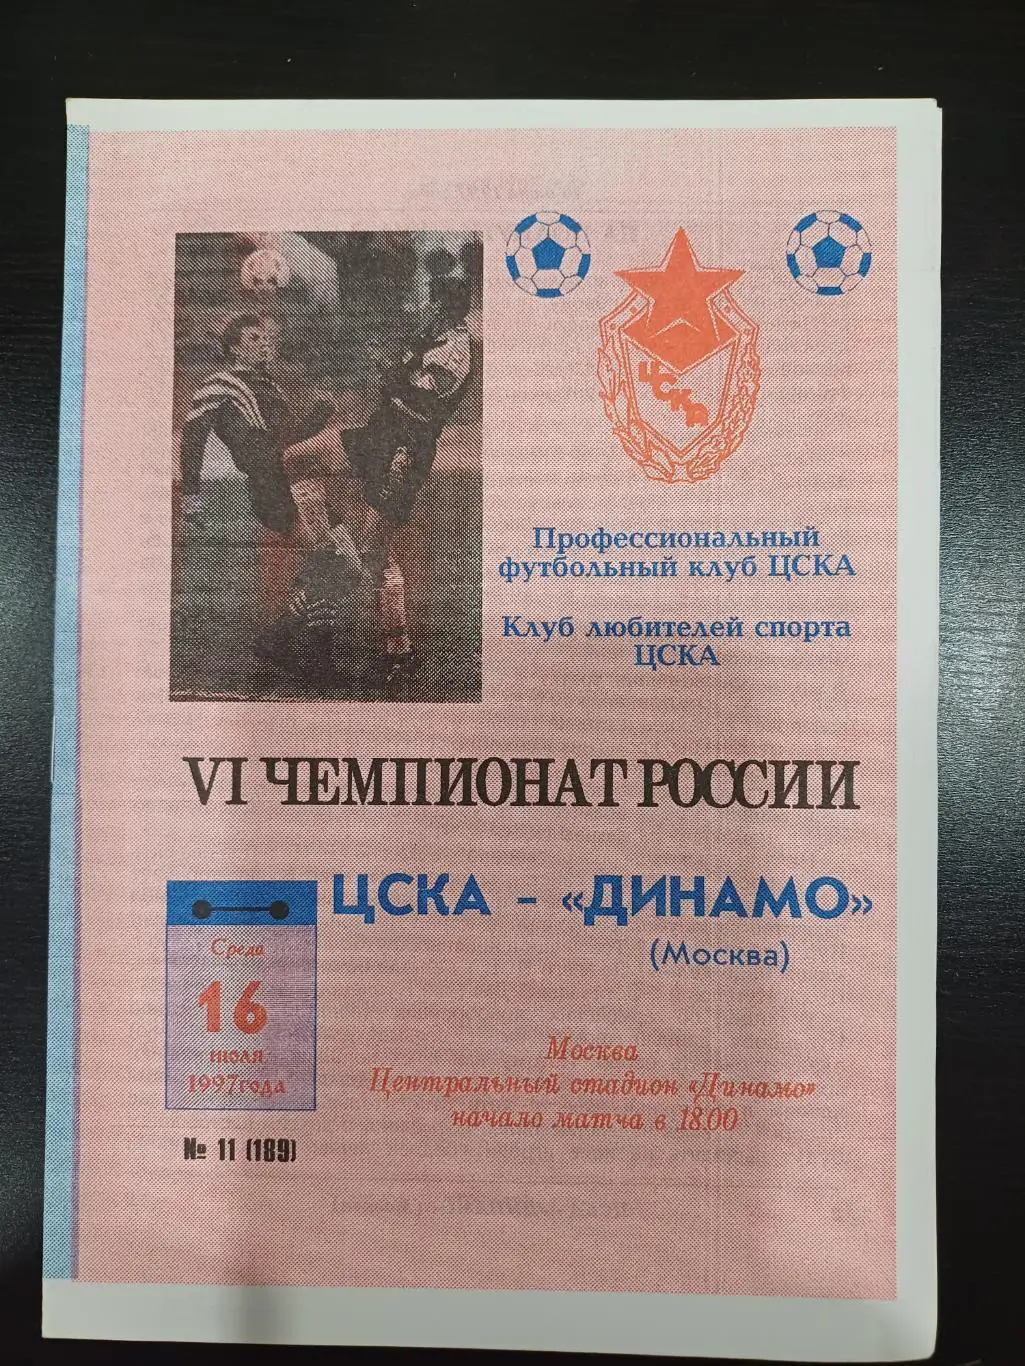 ЦСКА
Профессиональный
футбольный клуб ЦСКА
Клуб любителей спорта
ЦСКА
VI ЧЕМПИОНАТ РОССИИ
ЦСКА - «ДИНАМО»
(Москва)
Среда
16
июля
1997года
Москва
Центральный стадион «Динамо»
начало матча в 18.00
№ 11 (189)